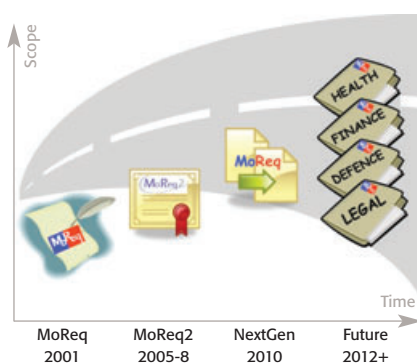 Scope
HEALTH
FINANCE
DEFENCE
LEGAL
MoReq
MoReq2
MoReq
Time
MoReq
2001
MoReq2
2005-8
NextGen
2010
Future
2012+